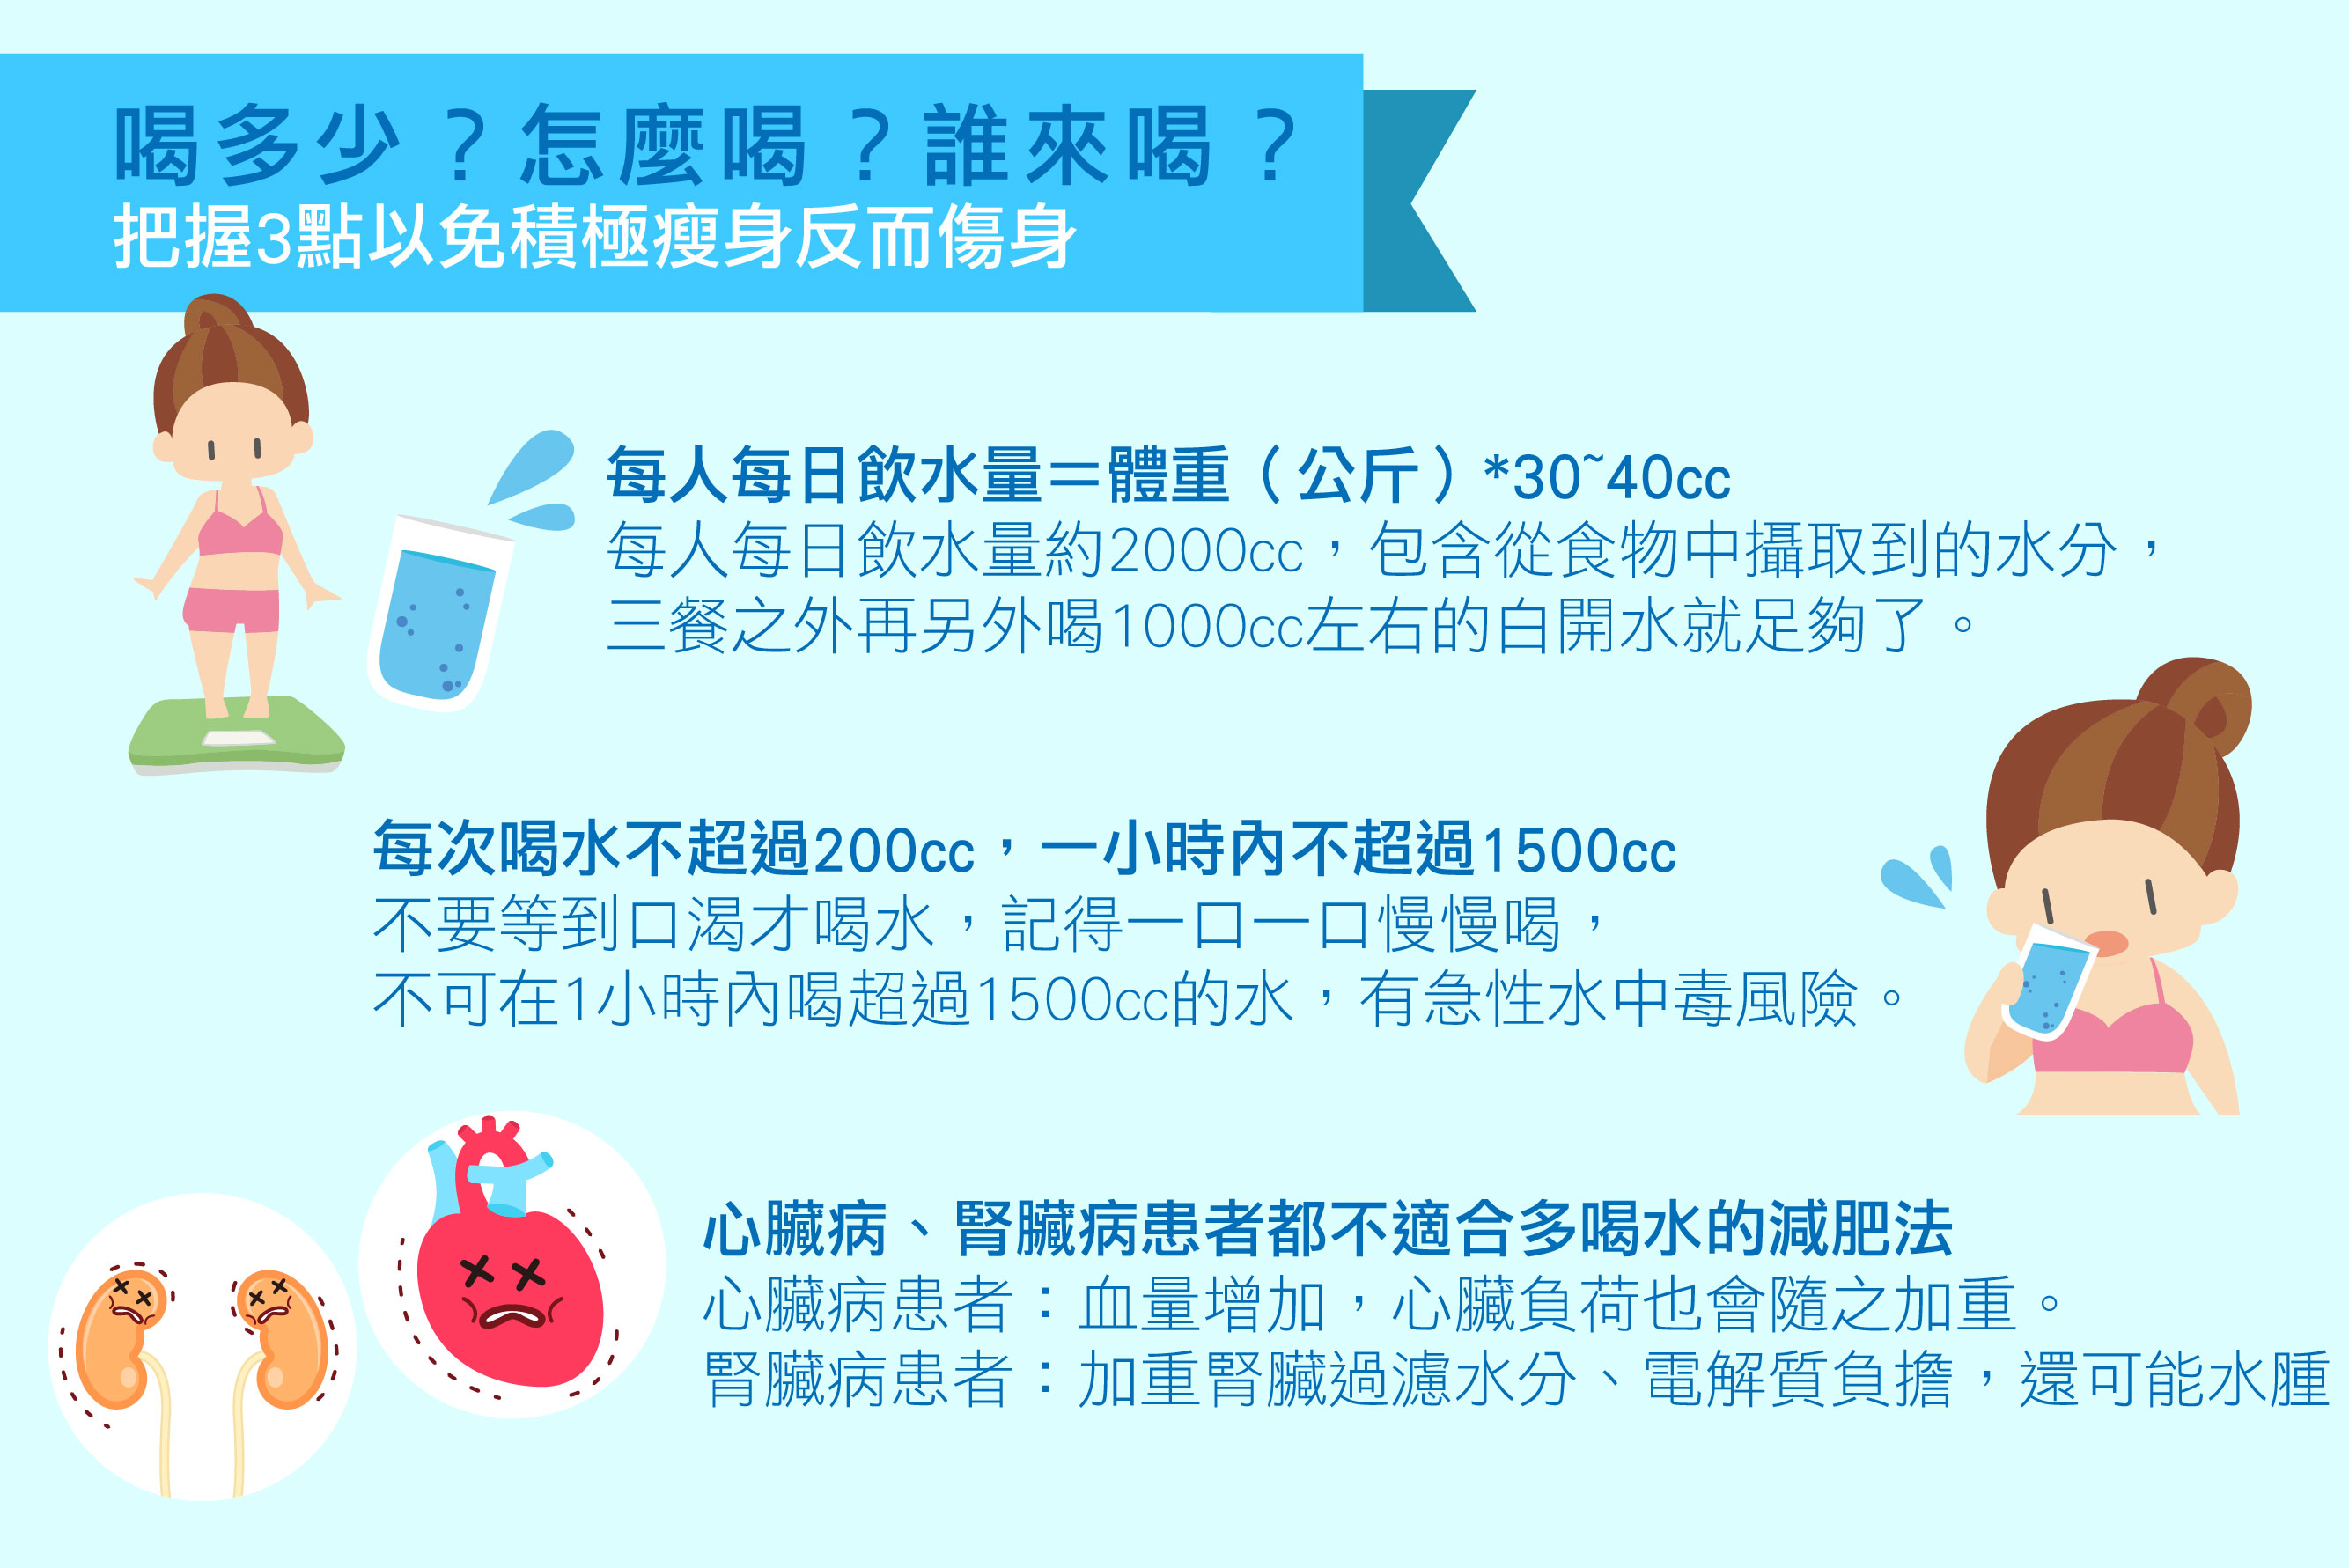 喝多少？怎麼喝？誰來喝？
把握3點以免積極瘦身反而傷身
每人每日飲水量＝體重（公斤）*30~40cc
每人每日飲水量約2000cc，包含從食物中攝取到的水分，
三餐之外再另外喝1000cc左右的白開水就足夠了。
每次喝水不超過200cc，一小時內不超過1500cc
不要等到口渴才喝水，記得一口一口慢慢喝，
不可在1小時內喝超過1500cc的水，有急性水中毒風險。
心臟病、腎臟病患者都不適合多喝水的減肥法
心臟病患者：血量增加，心臟負荷也會隨之加重。
腎臟病患者：加重腎臟過濾水分、電解質負擔，還可能水腫